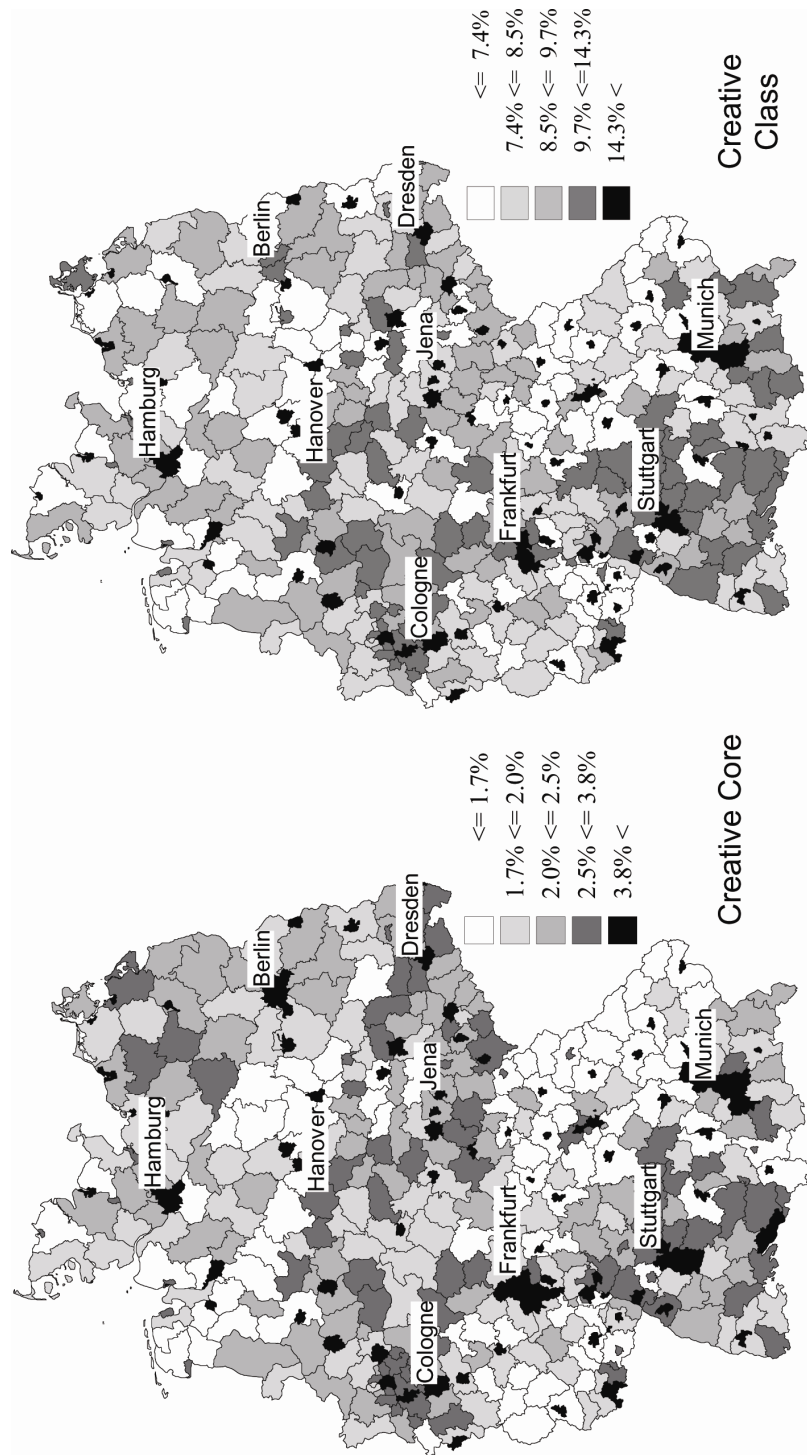 Hamburg
Berlin
Hanover
Dresden
Jena
Cologne
Frankfurt
Stuttgart
Munich
<= 1.7%
1.7% <= 2.0%
2.0% <= 2.5%
2.5% <= 3.8%
3.8% <
Creative Core
Hamburg
Berlin
Hanover
Dresden
Jena
Cologne
Frankfurt
Stuttgart
Munich
<= 7.4%
7.4% <= 8.5%
8.5% <= 9.7%
9.7% <=14.3%
14.3% <
Creative
Class